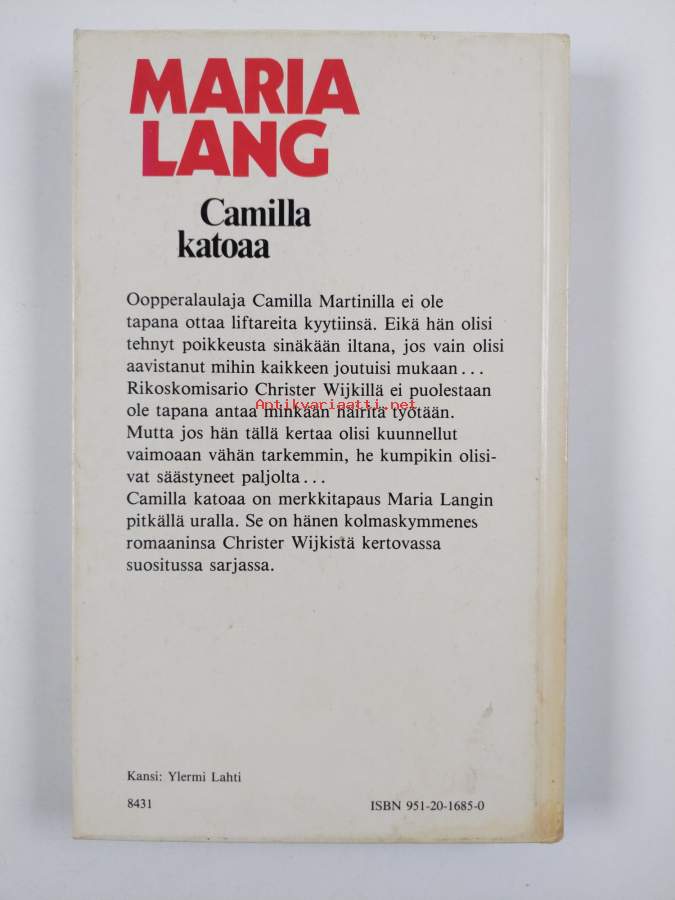 MARIA
LANG
Camilla
katoaa
Oopperalaulaja Camilla Martinilla ei ole
tapana ottaa liftareita kyytiinsä. Eikä hän olisi
tehnyt poikkeusta sinäkään iltana, jos vain olisi
aavistanut mihin kaikkeen joutuisi mukaan...
Rikoskomisario Christer Wijkillä ei puolestaan
ole tapana antaa minkään häiritä työtään.
Antikvariaatti.net
Mutta jos hän tällä kertaa olisi kuunnellut
vaimoaan vähän tarkemmin, he kumpikin olisi-
vat säästyneet paljolta...
Camilla katoaa on merkkitapaus Maria Langin
pitkällä uralla. Se on hänen kolmaskymmenes
romaaninsa Christer Wijkistä kertovassa
suositussa sarjassa.
Kansi: Ylermi Lahti
8431 ISBN 951-20-1685-0